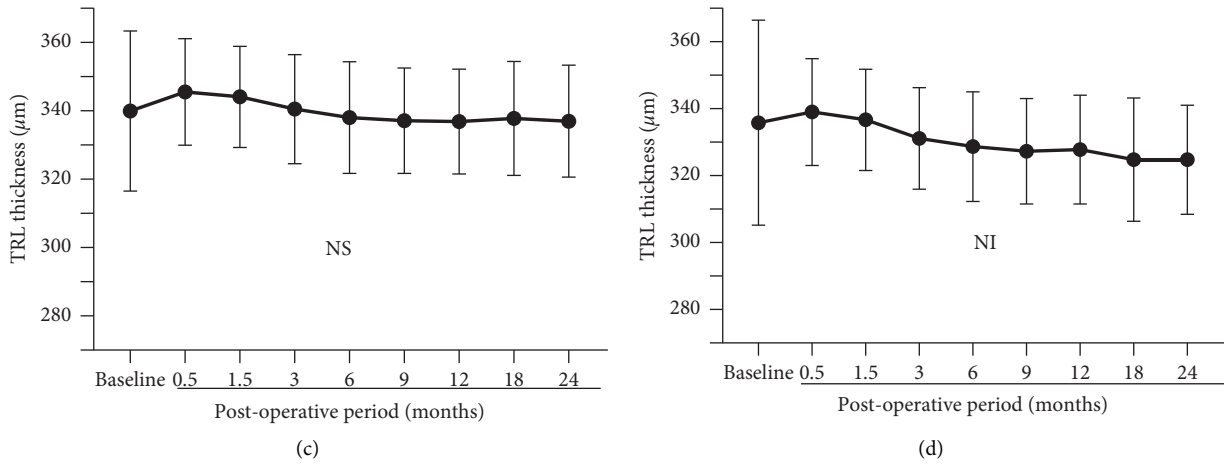 360
340
320
300
280
TRL thickness (μm)
NS
Baseline 0.5 1.5 3 6 9 12 18 24
Post-operative period (months)
(c)
360
340
320
300
280
TRL thickness (μm)
NI
Baseline 0.5 1.5 3 6 9 12 18 24
Post-operative period (months)
(d)